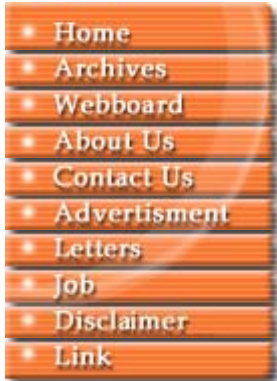 Home
Archives
Webboard
About Us
Contact Us
Advertisment
Letters
Job
Disclaimer
Link